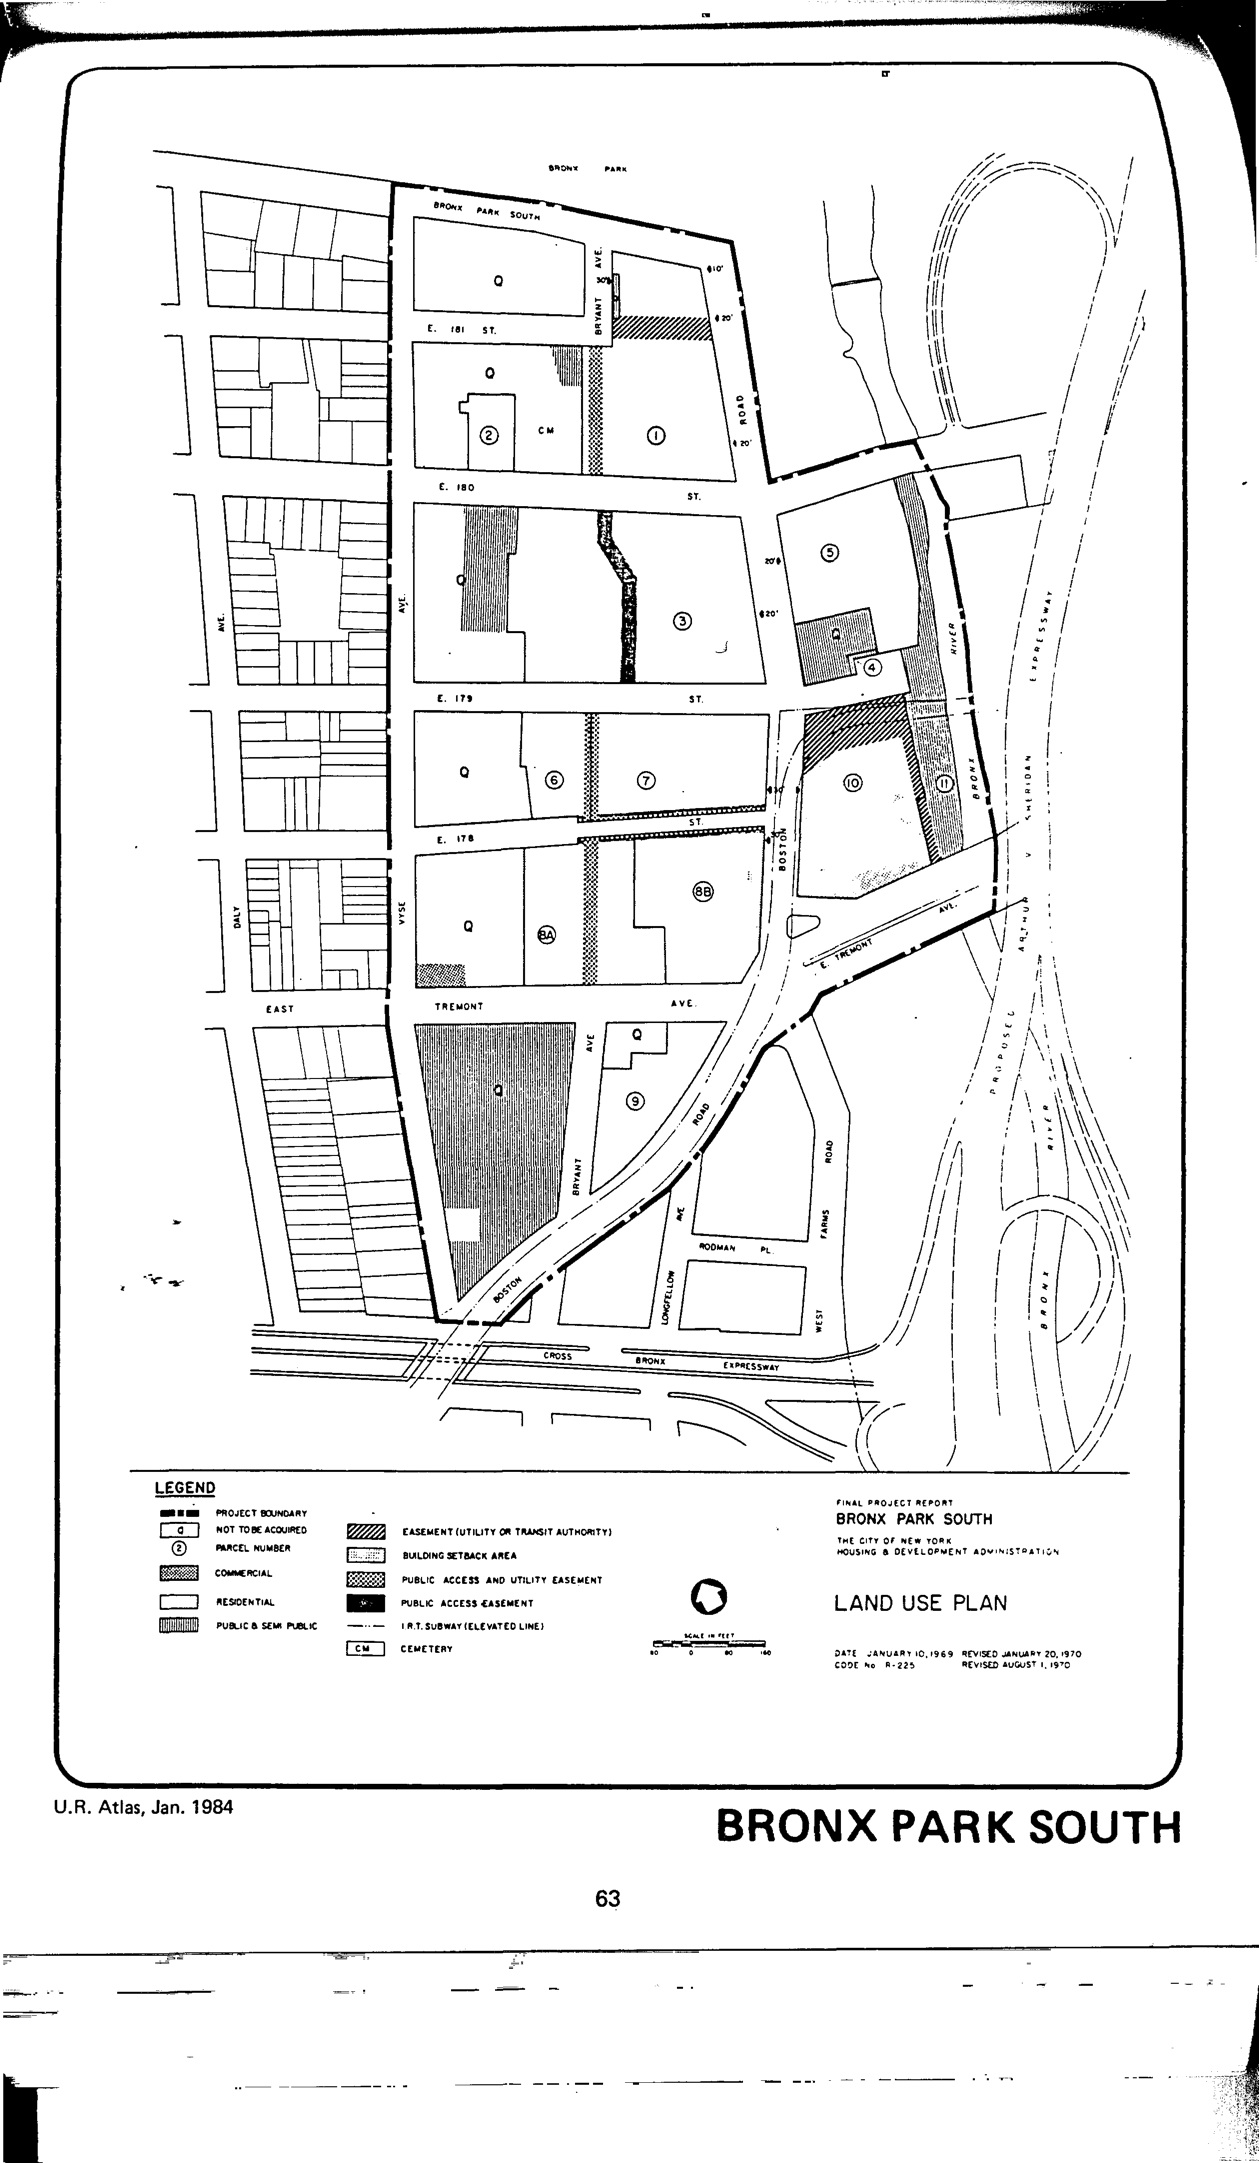 BRONX PARK
BRONX PARK SOUTH
BRYANT AVE.
Q
10'
30'
20'
E. 181 ST.
Q
2
CM
1
ROAD
20'
E. 180 ST.
Q
3
20'
20'
5
Q
4
AVE.
AVE.
RIVER
EXPRESSWAY
E. 179 ST.
Q
6
7
10
11
BRONX
SHERIDAN
30'
E. 178 ST.
BOSTON
Q
8A
8B
DALY
VYSE
E. TREMONT AVE.
ARTHUR V
PROPOSED
EAST TREMONT AVE.
Q
BRYANT AVE
Q
9
ROAD
RIVER
BRONX
ROAD
FARMS
WEST
AVE
LONGFELLOW
RODMAN PL.
BOSTON
CROSS BRONX EXPRESSWAY
LEGEND
PROJECT BOUNDARY
Q NOT TO BE ACQUIRED
2 PARCEL NUMBER
COMMERCIAL
RESIDENTIAL
PUBLIC & SEMI PUBLIC
EASEMENT (UTILITY OR TRANSIT AUTHORITY)
BUILDING SETBACK AREA
PUBLIC ACCESS AND UTILITY EASEMENT
PUBLIC ACCESS EASEMENT
I.R.T. SUBWAY (ELEVATED LINE)
CM CEMETERY
SCALE IN FEET
80 0 80 160
FINAL PROJECT REPORT
BRONX PARK SOUTH
THE CITY OF NEW YORK
HOUSING & DEVELOPMENT ADMINISTRATION
LAND USE PLAN
DATE JANUARY 10, 1969 REVISED JANUARY 20, 1970
CODE No R-225 REVISED AUGUST 1, 1970
U.R. Atlas, Jan. 1984
BRONX PARK SOUTH
63